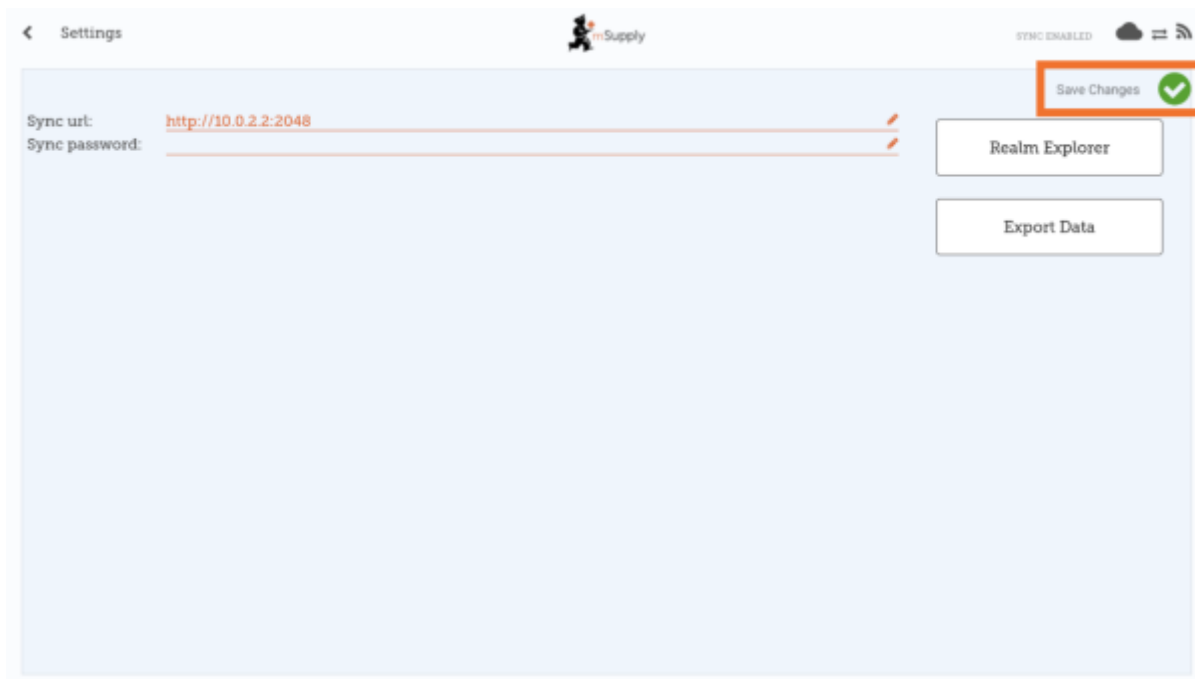 Settings
mSupply
SYNC ENABLED
Save Changes
Sync url: http://10.0.2.2:2048
Sync password:
Realm Explorer
Export Data